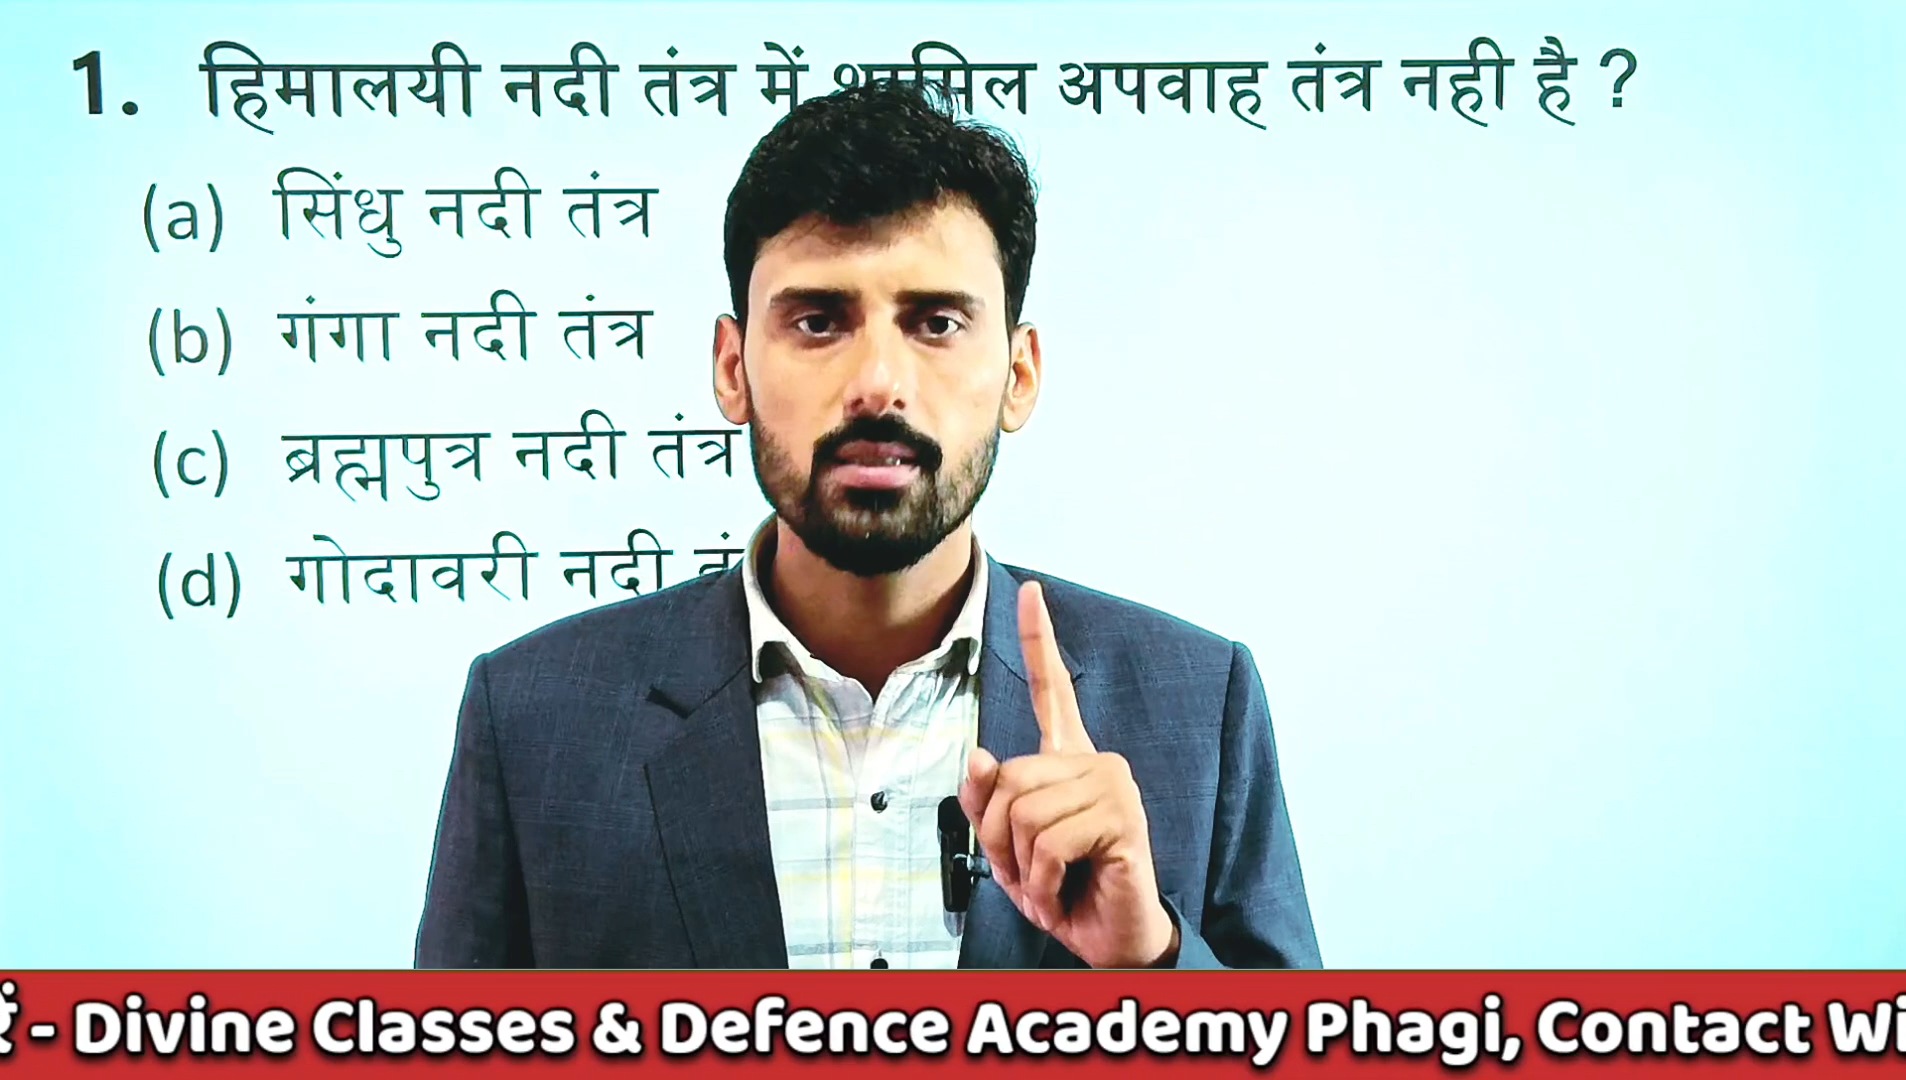 1. हिमालयी नदी तंत्र में शामिल अपवाह तंत्र नही है ?
(a) सिंधु नदी तंत्र
(b) गंगा नदी तंत्र
(c) ब्रह्मपुत्र नदी तंत्र
(d) गोदावरी नदी
- Divine Classes & Defence Academy Phagi, Contact